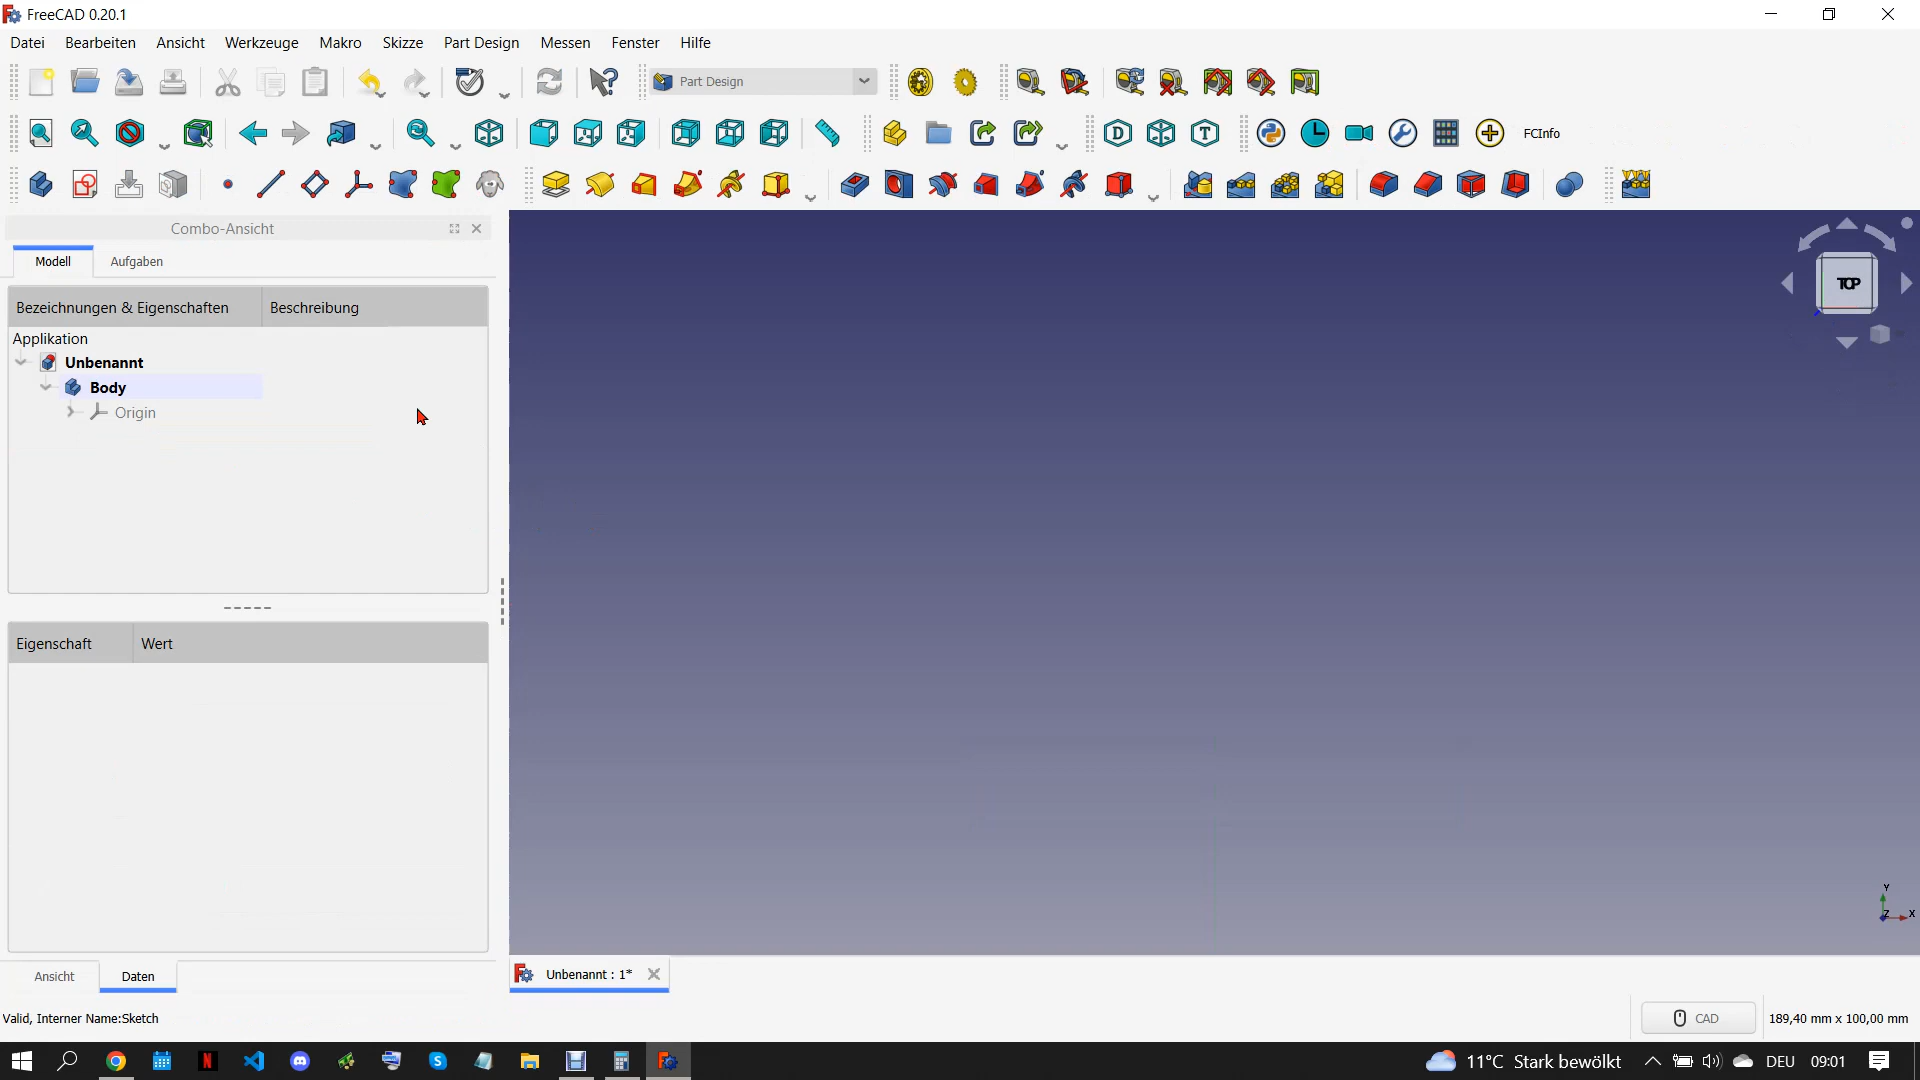 FreeCAD 0.20.1
Datei Bearbeiten Ansicht Werkzeuge Makro Skizze Part Design Messen Fenster Hilfe
Part Design
D T FCInfo
Combo-Ansicht
Modell Aufgaben
TOP
Bezeichnungen & Eigenschaften Beschreibung
Applikation
Unbenannt
Body
Origin
Eigenschaft Wert
Y
Z X
Ansicht Daten
Unbenannt : 1*
Valid, Interner Name:Sketch
CAD 189,40 mm x 100,00 mm
11°C Stark bewölkt DEU 09:01